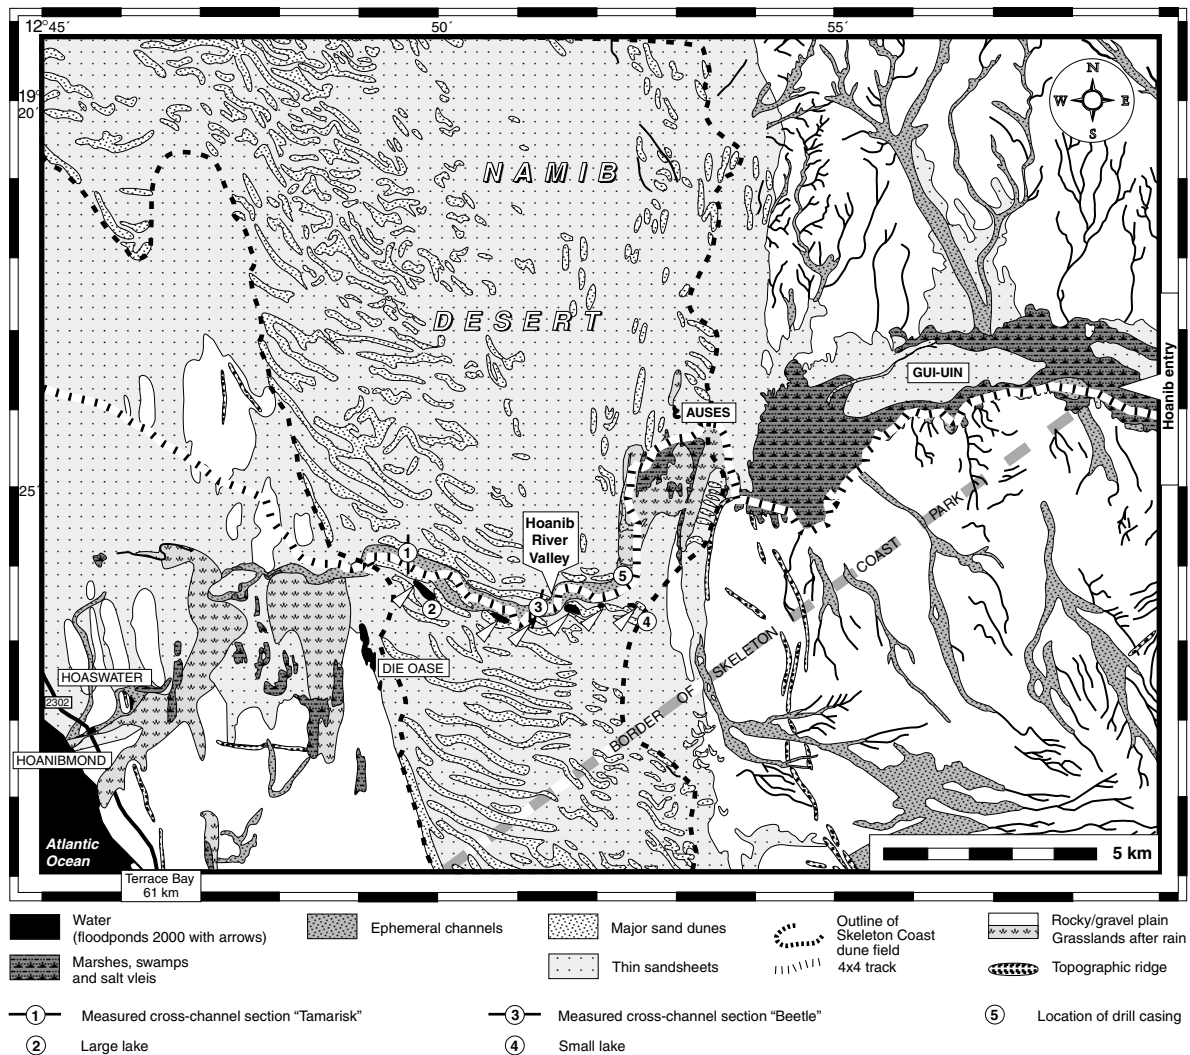 12°45´
50´
55´
19°
20´
N
W
E
S
NAMIB
DESERT
GUI-UIN
Hoanib entry
AUSES
25´
PARK
Hoanib
River
Valley
COAST
1
5
2
3
4
SKELETON
DIE OASE
HOASWATER
OF
2302
BORDER
HOANIBMOND
Atlantic
Ocean
5 km
Terrace Bay
61 km
Water
(floodponds 2000 with arrows)
Ephemeral channels
Major sand dunes
Outline of
Skeleton Coast
dune field
Rocky/gravel plain
Grasslands after rain
Marshes, swamps
and salt vleis
Thin sandsheets
4x4 track
Topographic ridge
1 Measured cross-channel section “Tamarisk”
3 Measured cross-channel section “Beetle”
5 Location of drill casing
2 Large lake
4 Small lake